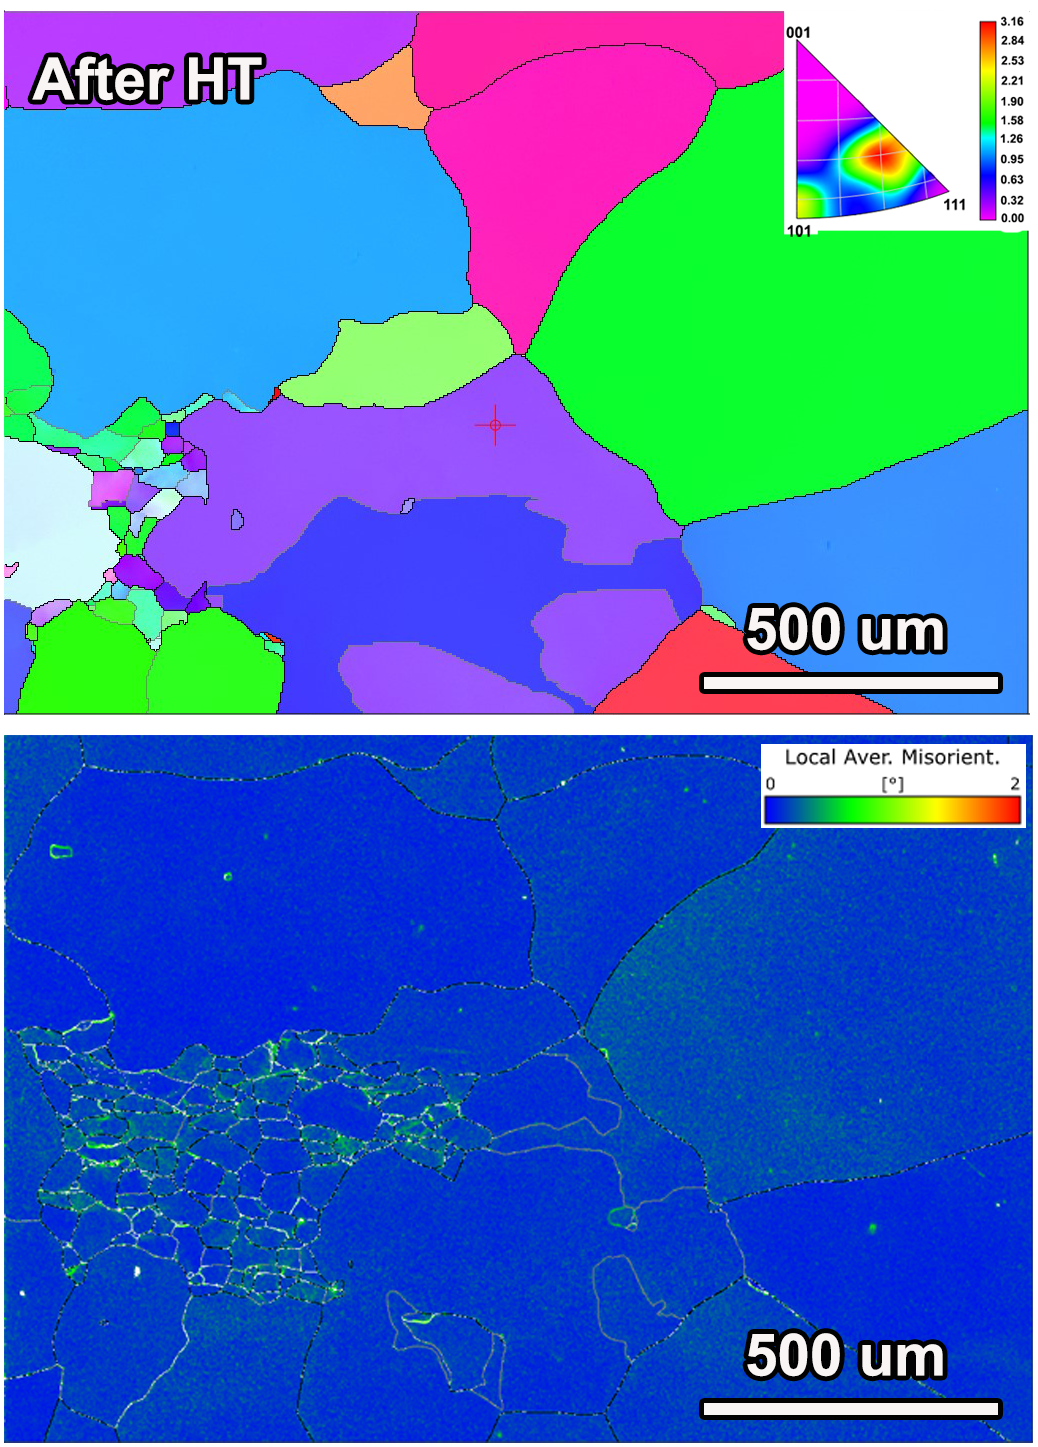 After HT
001
111
101
3.16
2.84
2.53
2.21
1.90
1.58
1.26
0.95
0.63
0.32
0.00
500 um
Local Aver. Misorient.
0 [°] 2
500 um